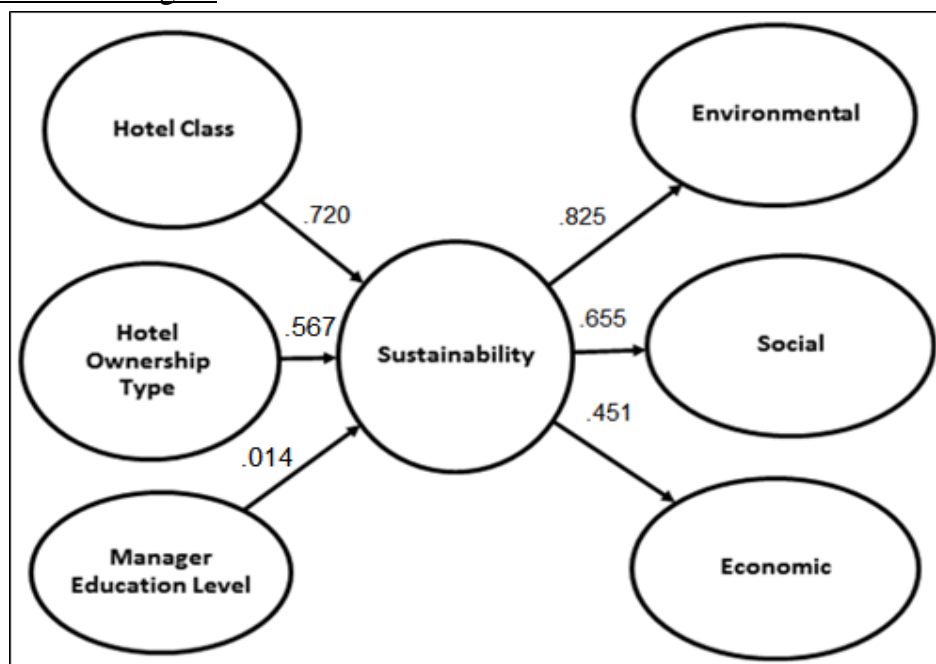 Hotel Class
Environmental
.720
.825
Hotel
Ownership
Type
.567
Sustainability
.655
Social
.451
.014
Manager
Education Level
Economic